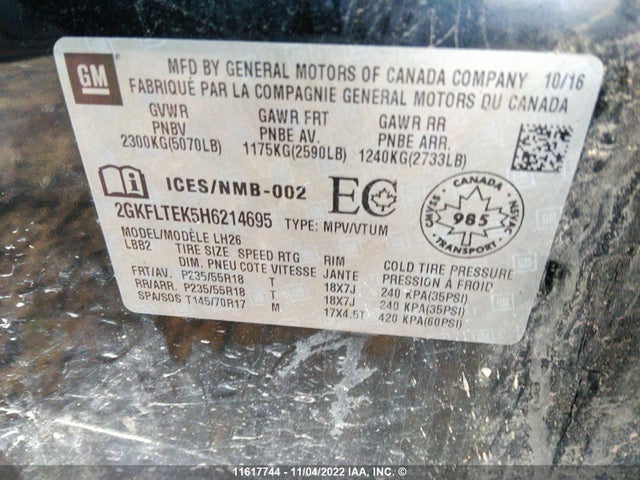 GM
MFD BY GENERAL MOTORS OF CANADA COMPANY 10/16
FABRIQUÉ PAR LA COMPAGNIE GENERAL MOTORS DU CANADA
GVWR GAWR FRT GAWR RR
PNBV PNBE AV. PNBE ARR.
2300KG(5070LB) 1175KG(2590LB) 1240KG(2733LB)
ICES/NMB-002 EC
CANADA
CMVSS NSVAC
985
TRANSPORT
2GKFLTEK5H6214695 TYPE: MPV/VTUM
MODEL/MODÈLE LH26
LBB2 TIRE SIZE SPEED RTG RIM COLD TIRE PRESSURE
DIM. PNEU COTE VITESSE JANTE PRESSION À FROID
FRT/AV. P235/55R18 T 18X7J 240 KPA(35PSI)
RR/ARR. P235/55R18 T 18X7J 240 KPA(35PSI)
SPA/SOS T145/70R17 M 17X4.5T 420 KPA(60PSI)
11617744 - 11/04/2022 IAA, INC. ©